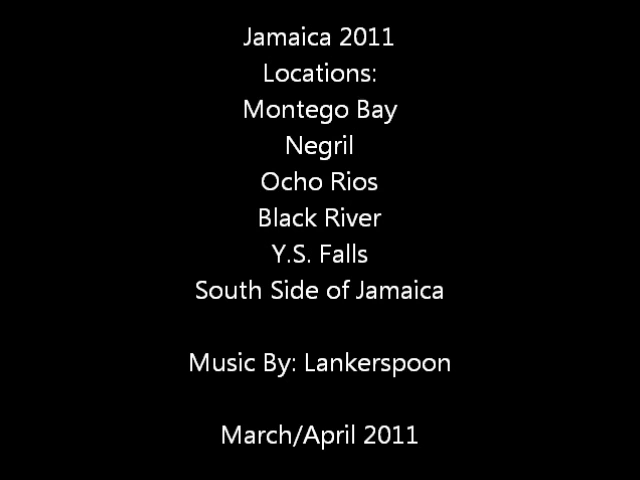 Jamaica 2011
Locations:
Montego Bay
Negril
Ocho Rios
Black River
Y.S. Falls
South Side of Jamaica
Music By: Lankerspoon
March/April 2011